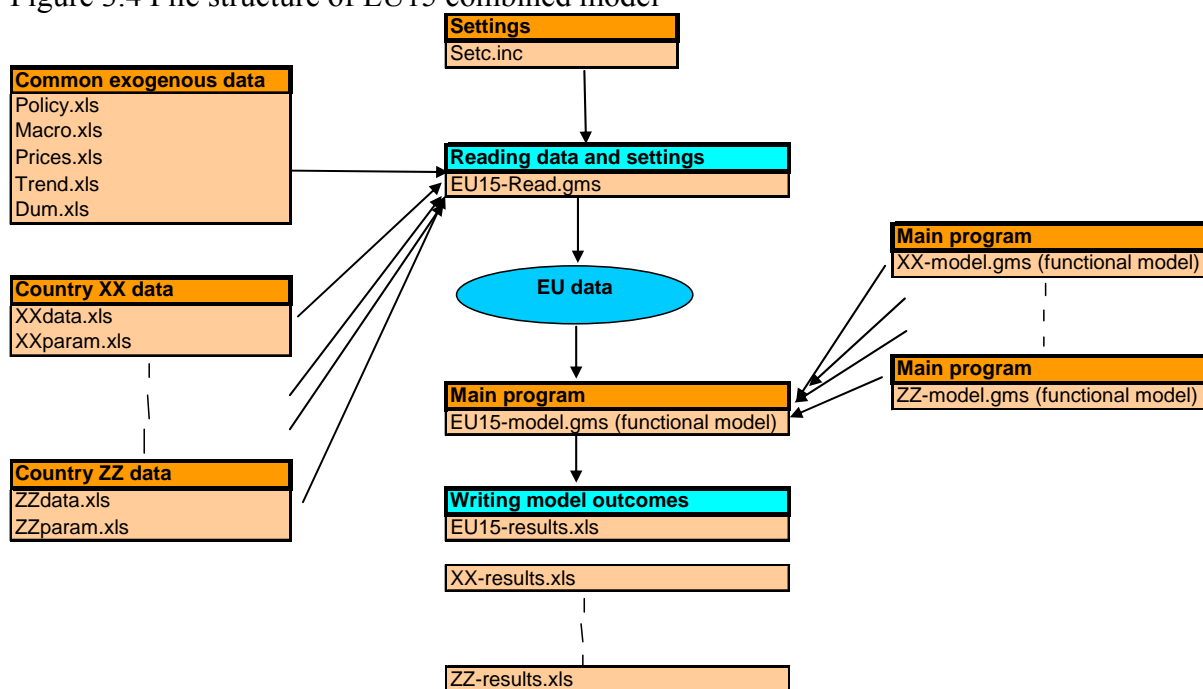 Figure 3.4 File structure of EU15 combined model
Settings
Setc.inc
Common exogenous data
Policy.xls
Macro.xls
Prices.xls
Trend.xls
Dum.xls
Reading data and settings
EU15-Read.gms
Main program
XX-model.gms (functional model)
Country XX data
XXdata.xls
XXparam.xls
EU data
Main program
ZZ-model.gms (functional model)
Main program
EU15-model.gms (functional model)
Country ZZ data
ZZdata.xls
ZZparam.xls
Writing model outcomes
EU15-results.xls
XX-results.xls
ZZ-results.xls